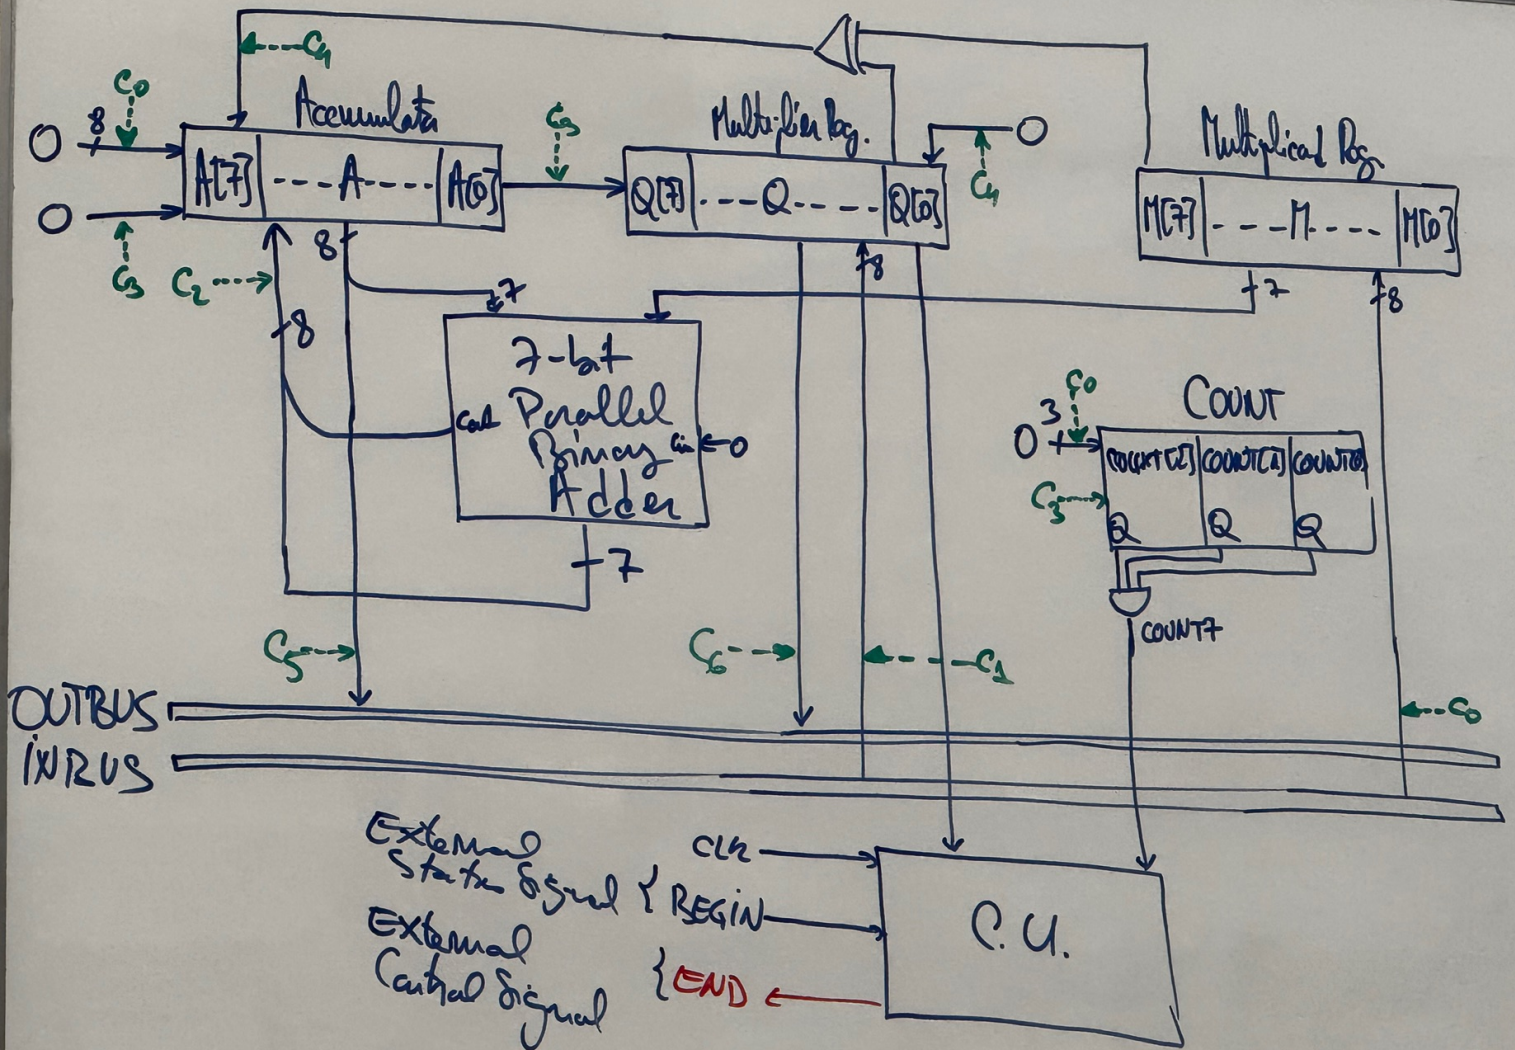 C4
C0
8
0
Accumulator
A[7] ---A---- A[0]
0
C3
C9
Multiplier Reg.
Q[7] ---Q---- Q[0]
0
C4
Multiplicand Reg.
M[7] ---M---- M[0]
C2
8
8
7
8
7
8
7-bit
Parallel
Binary
Adder
Cout
Cin
0
7
COUNT
C0
3
0
COUNT[2] COUNT[1] COUNT[0]
C3
Q Q Q
COUNT7
C5
C6
C1
C0
OUTBUS
INBUS
External
Status Signal { BEGIN
CLK
External
Control Signal { END
C.U.